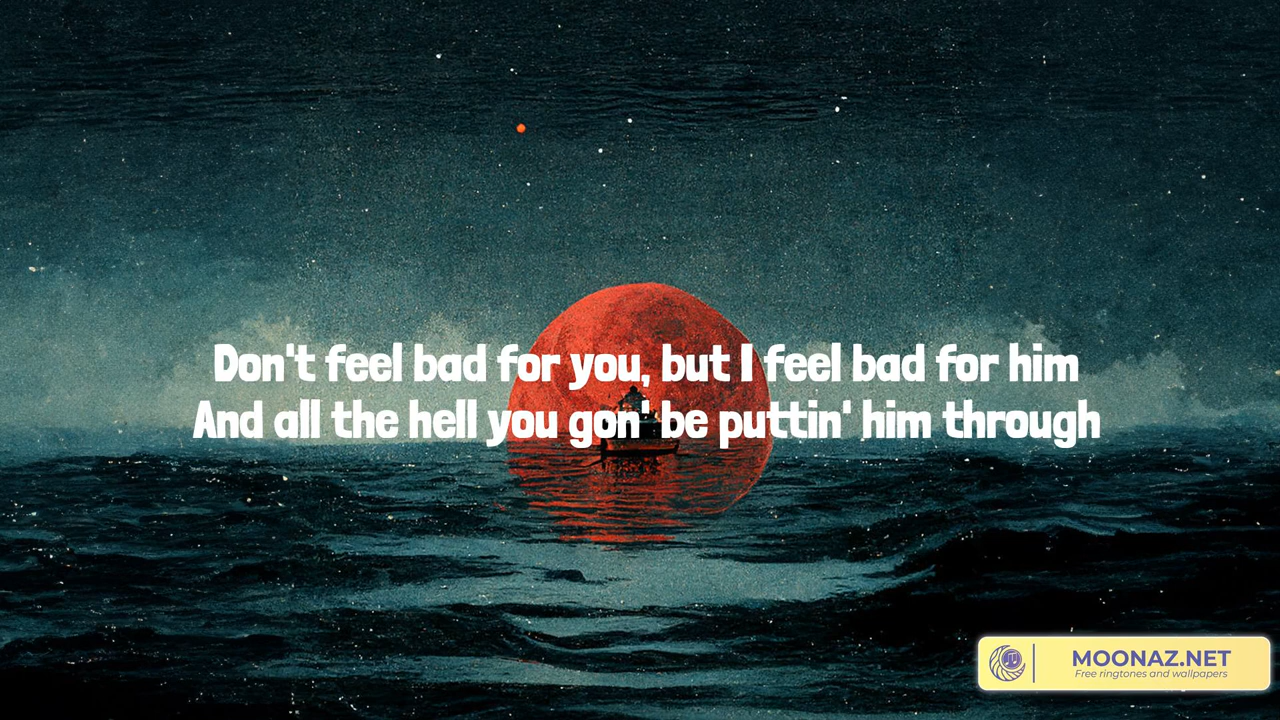 Don't feel bad for you, but I feel bad for him
And all the hell you gon' be puttin' him through
MOONAZ.NET
Free ringtones and wallpapers